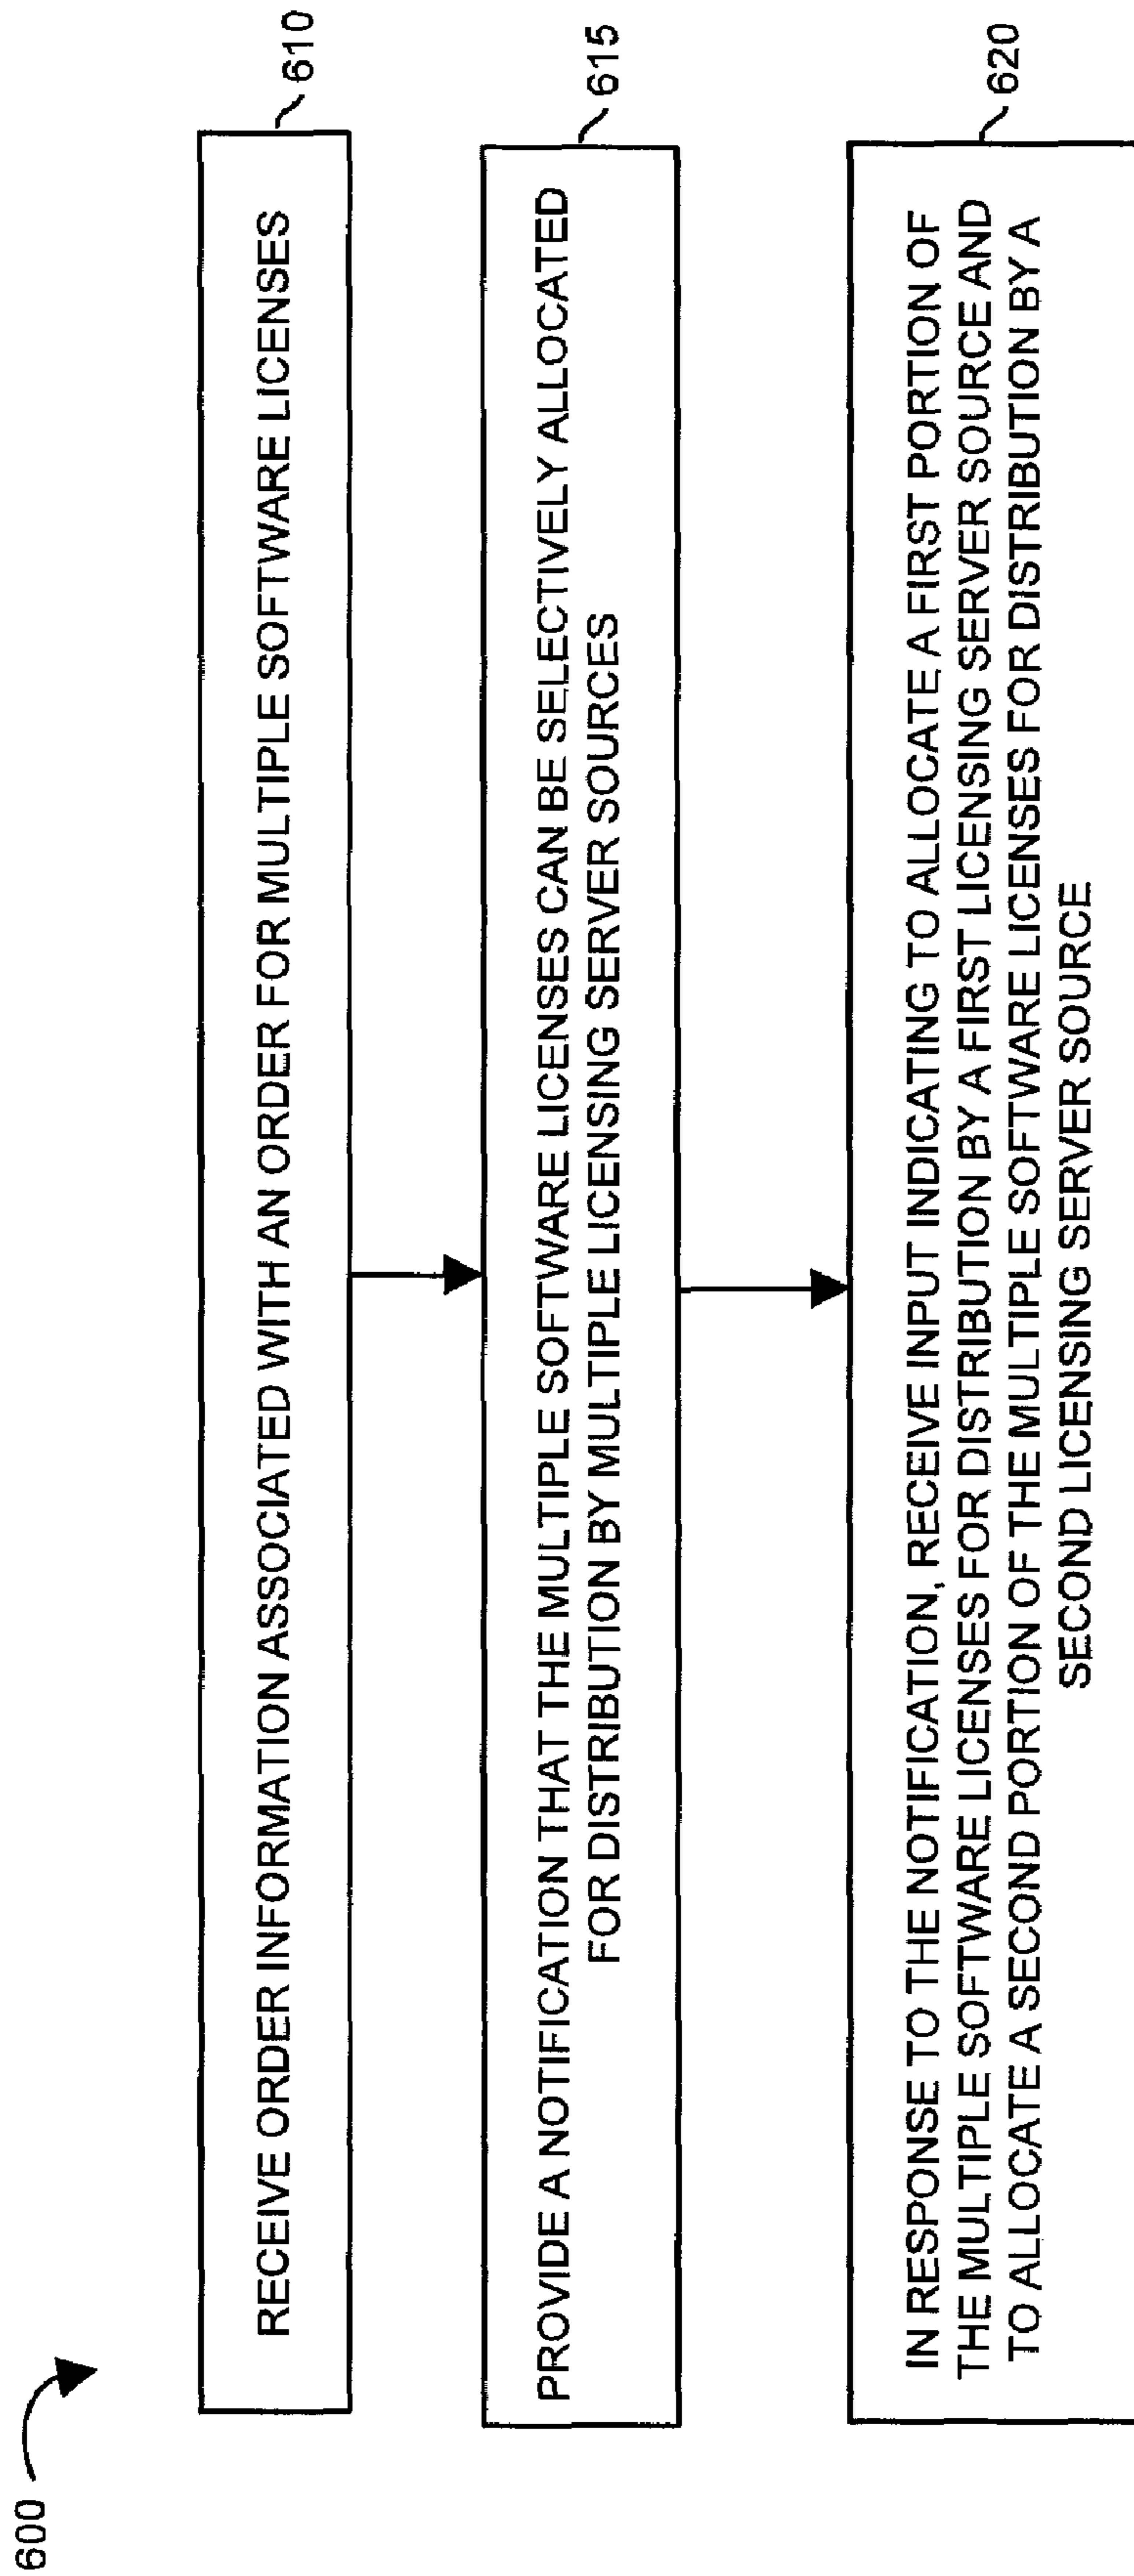 600
RECEIVE ORDER INFORMATION ASSOCIATED WITH AN ORDER FOR MULTIPLE SOFTWARE LICENSES
610
PROVIDE A NOTIFICATION THAT THE MULTIPLE SOFTWARE LICENSES CAN BE SELECTIVELY ALLOCATED
FOR DISTRIBUTION BY MULTIPLE LICENSING SERVER SOURCES
615
IN RESPONSE TO THE NOTIFICATION, RECEIVE INPUT INDICATING TO ALLOCATE A FIRST PORTION OF
THE MULTIPLE SOFTWARE LICENSES FOR DISTRIBUTION BY A FIRST LICENSING SERVER SOURCE AND
TO ALLOCATE A SECOND PORTION OF THE MULTIPLE SOFTWARE LICENSES FOR DISTRIBUTION BY A
SECOND LICENSING SERVER SOURCE
620